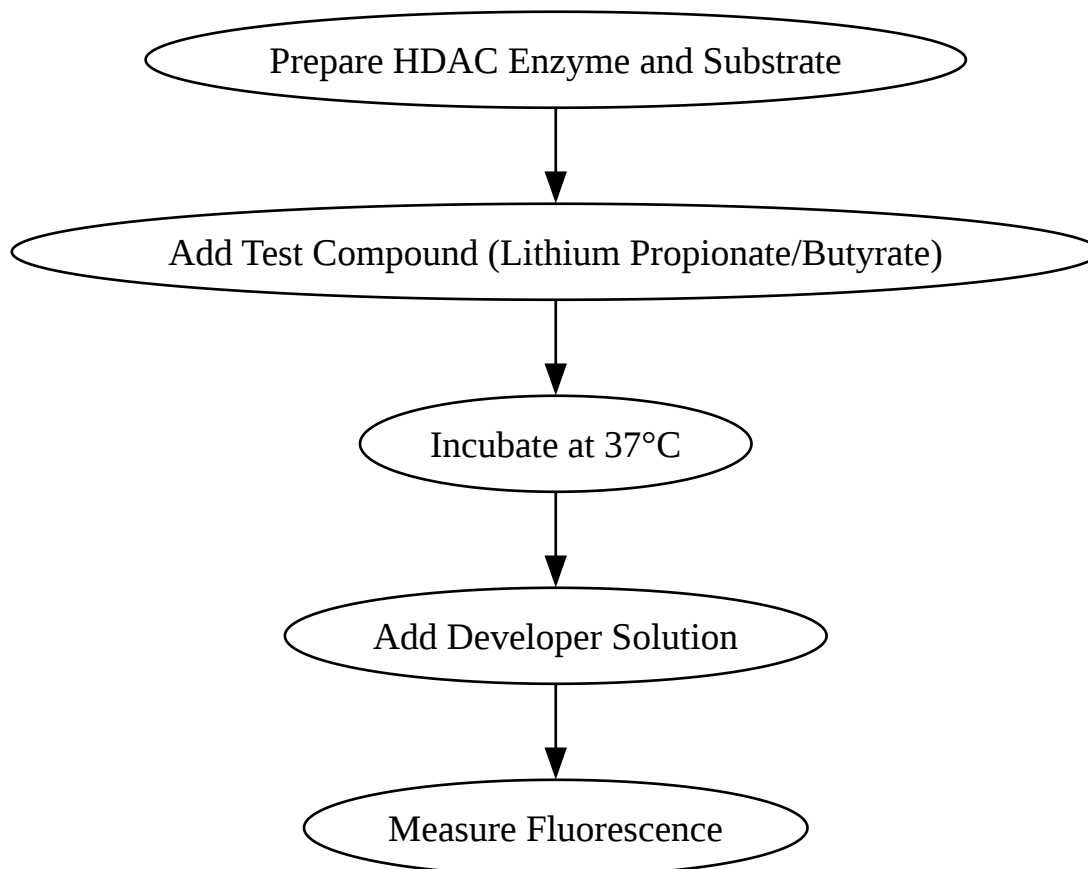 Prepare HDAC Enzyme and Substrate
Add Test Compound (Lithium Propionate/Butyrate)
Incubate at 37°C
Add Developer Solution
Measure Fluorescence